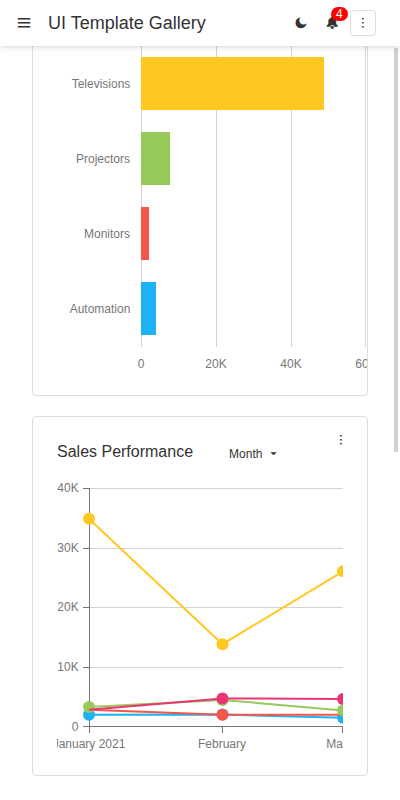 UI Template Gallery
4
Televisions
Projectors
Monitors
Automation
0 20K 40K 60
Sales Performance
Month
40K
30K
20K
10K
0
January 2021 February Ma